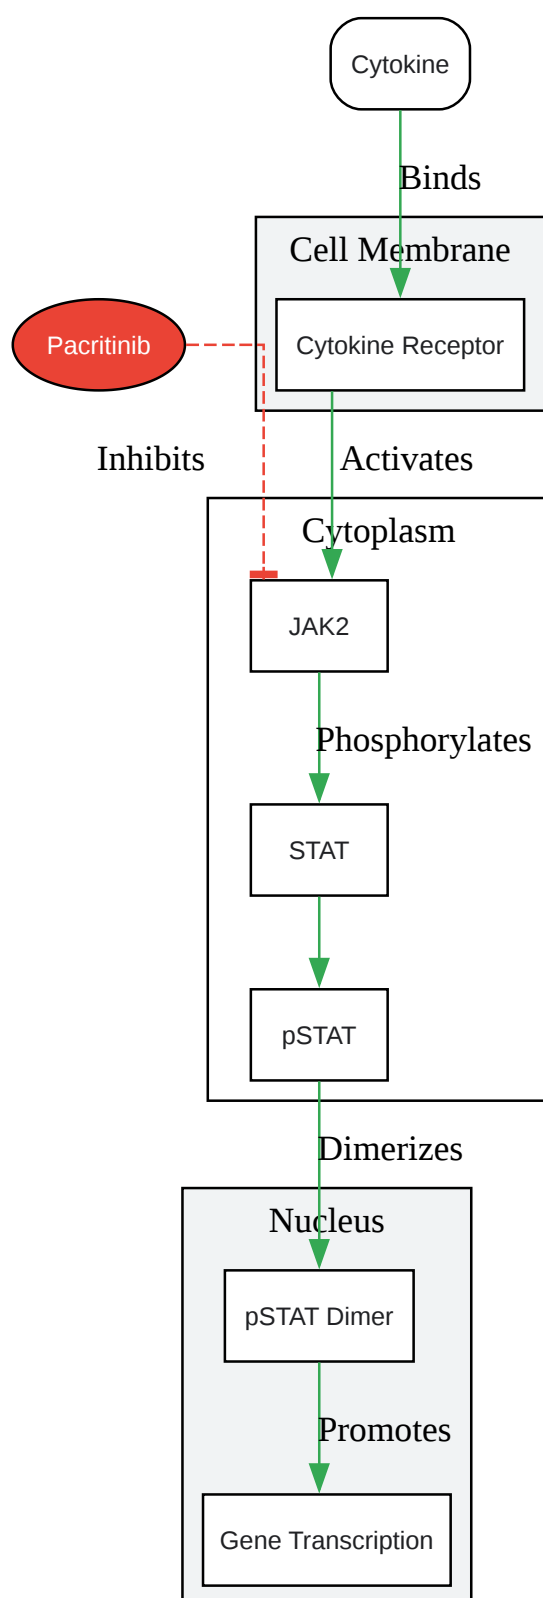 Cytokine
Binds
Cell Membrane
Pacritinib
Cytokine Receptor
Inhibits
Activates
Cytoplasm
JAK2
Phosphorylates
STAT
pSTAT
Dimerizes
Nucleus
pSTAT Dimer
Promotes
Gene Transcription